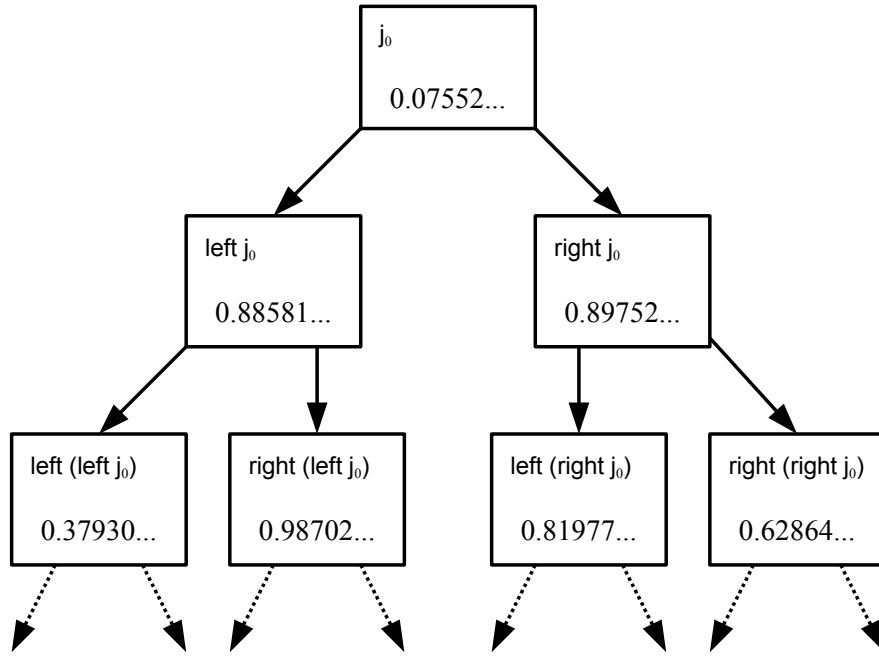 j₀
0.07552...
left j₀
0.88581...
right j₀
0.89752...
left (left j₀)
0.37930...
right (left j₀)
0.98702...
left (right j₀)
0.81977...
right (right j₀)
0.62864...